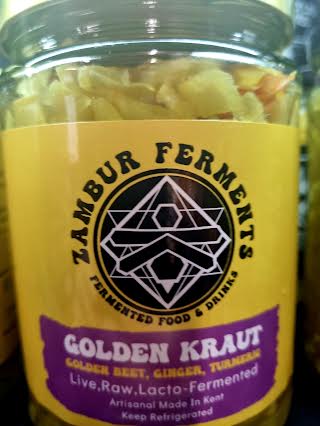 ZAMBUR FERMENTS
FERMENTED FOOD & DRINKS
GOLDEN KRAUT
GOLDEN BEET, GINGER, TURMERIC
Live,Raw,Lacto-Fermented
Artisanal Made In Kent
Keep Refrigerated